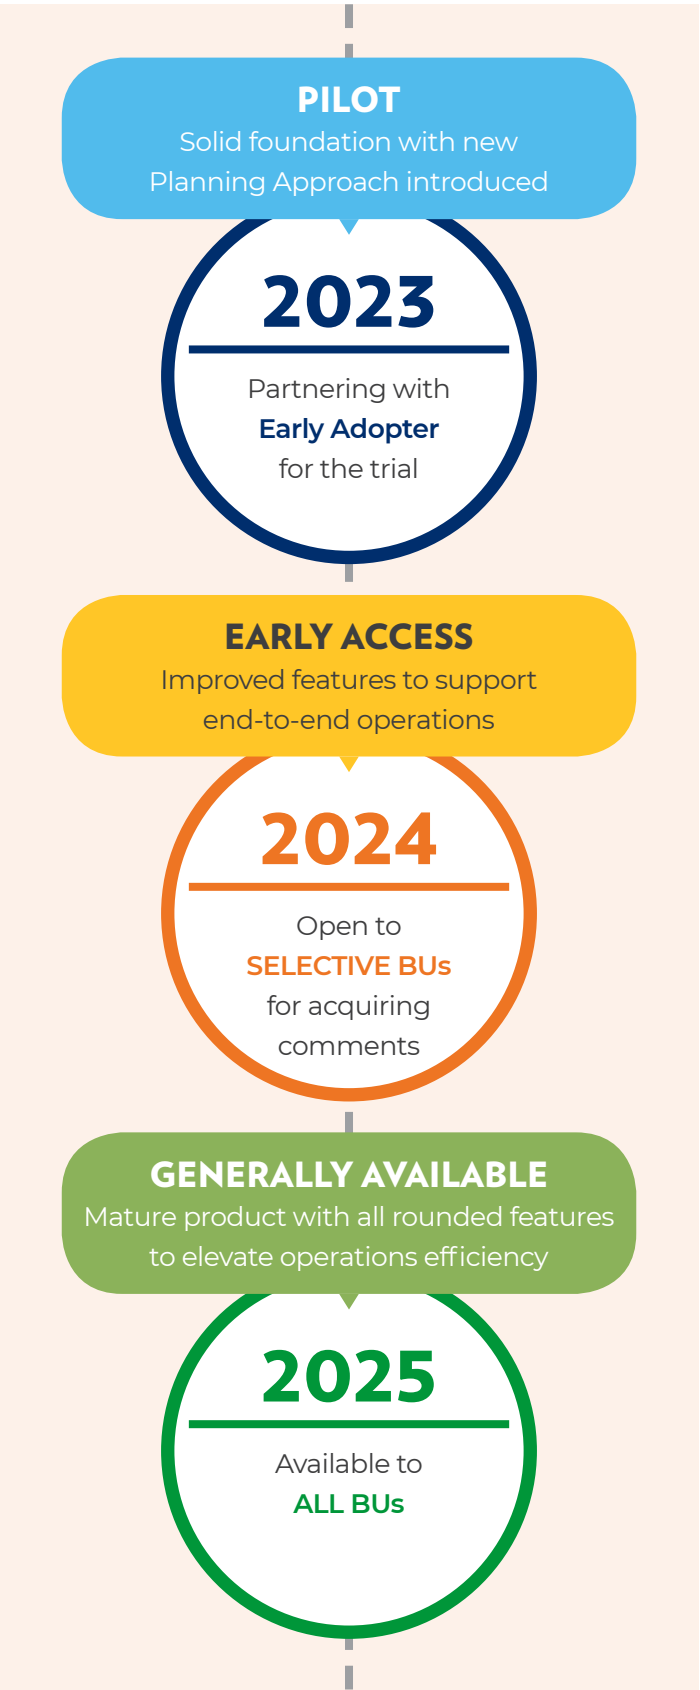 PILOT
Solid foundation with new
Planning Approach introduced
2023
Partnering with
Early Adopter
for the trial
EARLY ACCESS
Improved features to support
end-to-end operations
2024
Open to
SELECTIVE BUs
for acquiring
comments
GENERALLY AVAILABLE
Mature product with all rounded features
to elevate operations efficiency
2025
Available to
ALL BUs